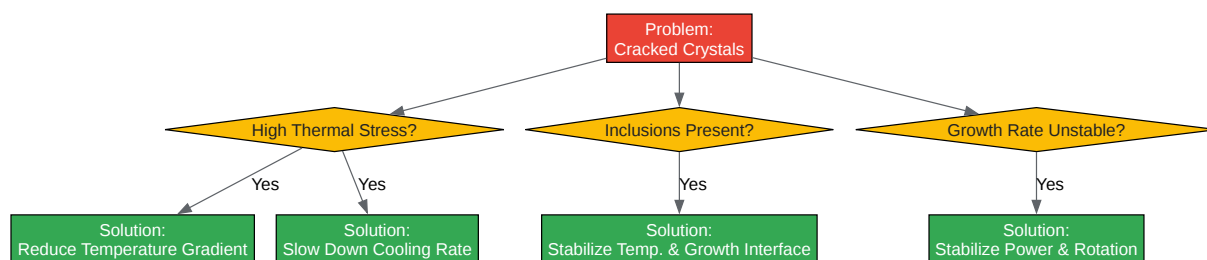 Problem:
Cracked Crystals
High Thermal Stress?
Inclusions Present?
Growth Rate Unstable?
Yes
Yes
Yes
Yes
Solution:
Reduce Temperature Gradient
Solution:
Slow Down Cooling Rate
Solution:
Stabilize Temp. & Growth Interface
Solution:
Stabilize Power & Rotation